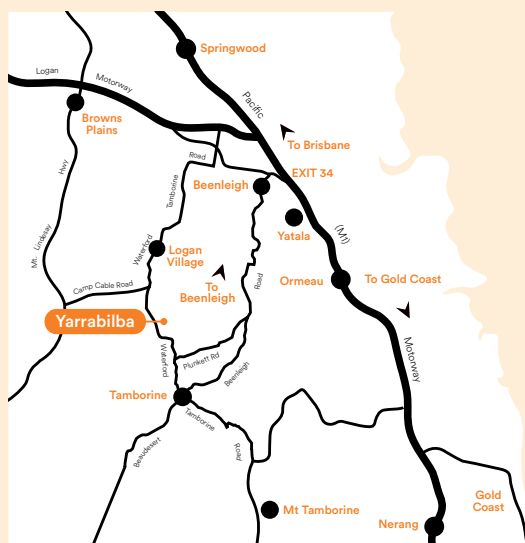 Springwood
Logan
Motorway
Pacific
Browns
Plains
To Brisbane
Road
EXIT 34
Beenleigh
Tamborine
Hwy
Yatala
(M1)
Lindesay
Mt.
Waterford
Logan
Village
To
Beenleigh
Road
Ormeau
To Gold Coast
Camp Cable Road
Yarrabilba
Motorway
Waterford
Plunkett Rd
Beenleigh
Tamborine
Tamborine
Road
Beaudesert
Mt Tamborine
Gold
Coast
Nerang